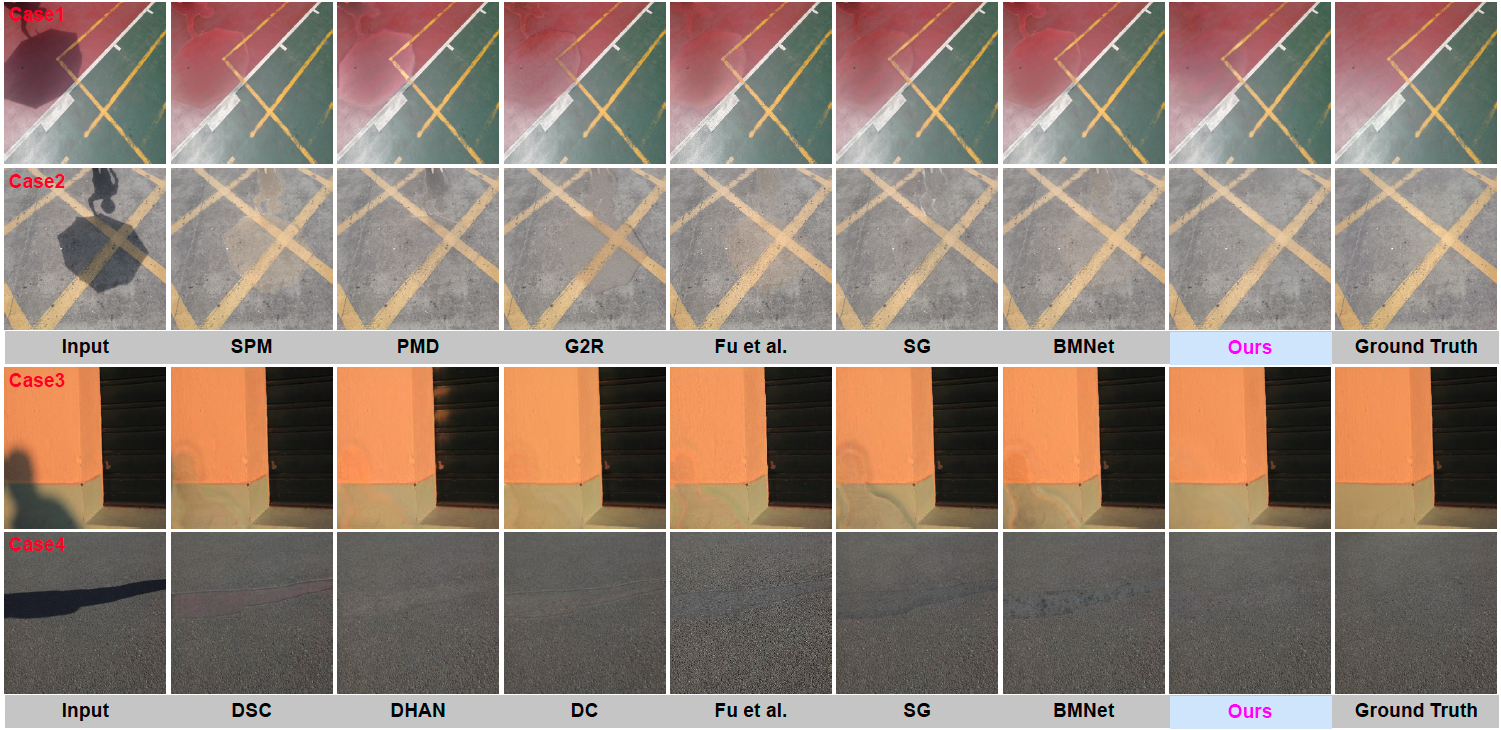 Case1
Case2
Input SPM PMD G2R Fu et al. SG BMNet Ours Ground Truth
Case3
Case4
Input DSC DHAN DC Fu et al. SG BMNet Ours Ground Truth